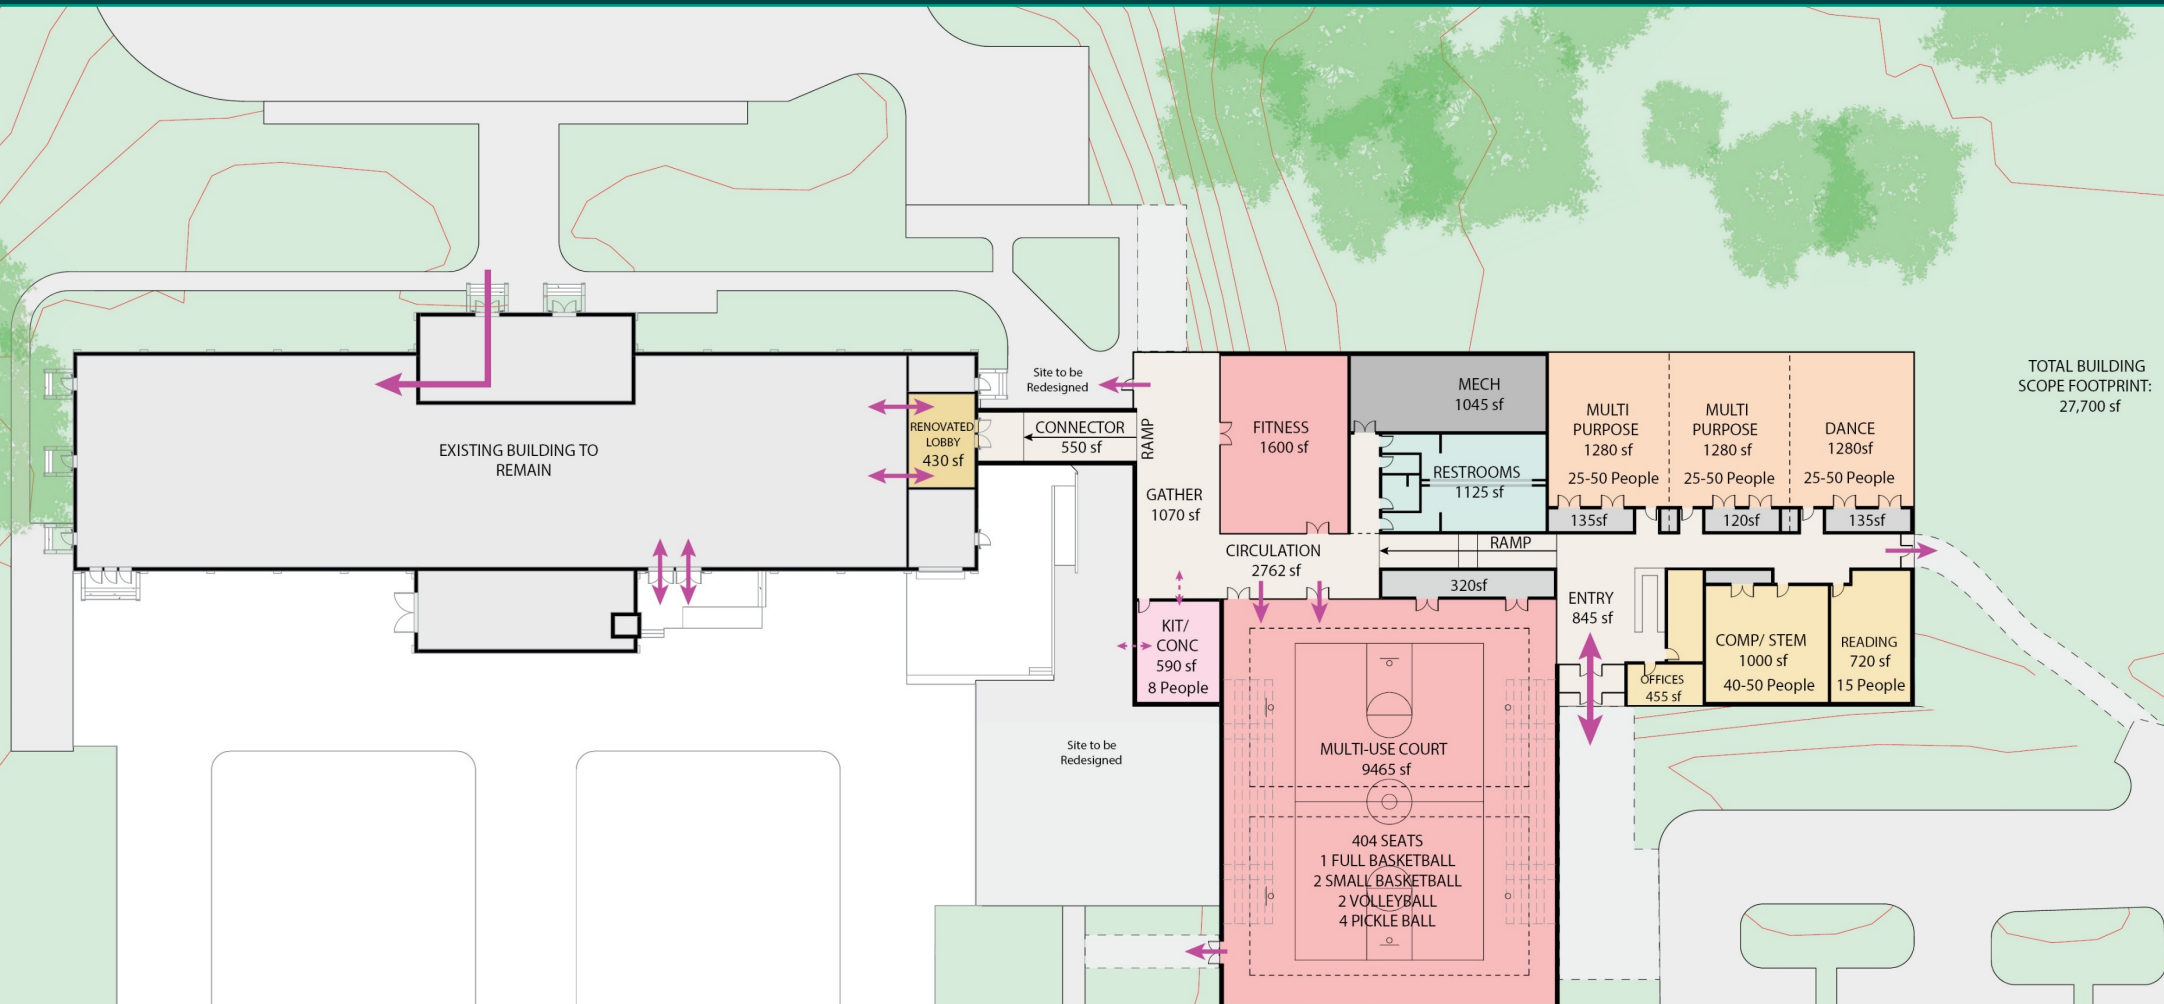 TOTAL BUILDING
SCOPE FOOTPRINT:
27,700 sf
EXISTING BUILDING TO
REMAIN
RENOVATED
LOBBY
430 sf
Site to be
Redesigned
CONNECTOR
550 sf
RAMP
GATHER
1070 sf
FITNESS
1600 sf
MECH
1045 sf
RESTROOMS
1125 sf
MULTI
PURPOSE
1280 sf
25-50 People
MULTI
PURPOSE
1280 sf
25-50 People
DANCE
1280sf
25-50 People
135sf
120sf
135sf
CIRCULATION
2762 sf
RAMP
320sf
ENTRY
845 sf
KIT/
CONC
590 sf
8 People
OFFICES
455 sf
COMP/ STEM
1000 sf
40-50 People
READING
720 sf
15 People
Site to be
Redesigned
MULTI-USE COURT
9465 sf
404 SEATS
1 FULL BASKETBALL
2 SMALL BASKETBALL
2 VOLLEYBALL
4 PICKLE BALL